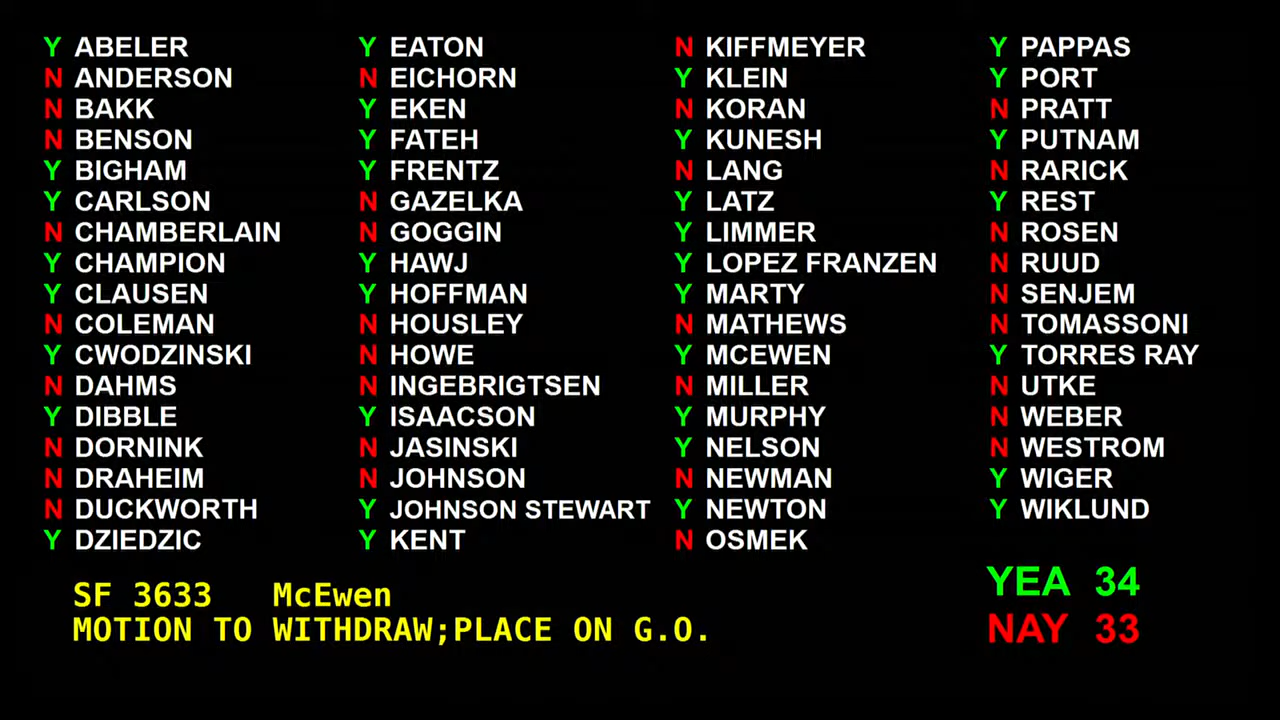 Y ABELER
N ANDERSON
N BAKK
N BENSON
Y BIGHAM
Y CARLSON
N CHAMBERLAIN
Y CHAMPION
Y CLAUSEN
N COLEMAN
Y CWODZINSKI
N DAHMS
Y DIBBLE
N DORNINK
N DRAHEIM
N DUCKWORTH
Y DZIEDZIC
Y EATON
N EICHORN
Y EKEN
Y FATEH
Y FRENTZ
N GAZELKA
N GOGGIN
Y HAWJ
Y HOFFMAN
N HOUSLEY
N HOWE
N INGEBRIGTSEN
Y ISAACSON
N JASINSKI
N JOHNSON
Y JOHNSON STEWART
Y KENT
N KIFFMEYER
Y KLEIN
N KORAN
Y KUNESH
N LANG
Y LATZ
Y LIMMER
Y LOPEZ FRANZEN
Y MARTY
N MATHEWS
Y MCEWEN
N MILLER
Y MURPHY
Y NELSON
N NEWMAN
Y NEWTON
N OSMEK
Y PAPPAS
Y PORT
N PRATT
Y PUTNAM
N RARICK
Y REST
N ROSEN
N RUUD
N SENJEM
N TOMASSONI
Y TORRES RAY
N UTKE
N WEBER
N WESTROM
Y WIGER
Y WIKLUND
SF 3633 McEwen
MOTION TO WITHDRAW;PLACE ON G.O.
YEA 34
NAY 33